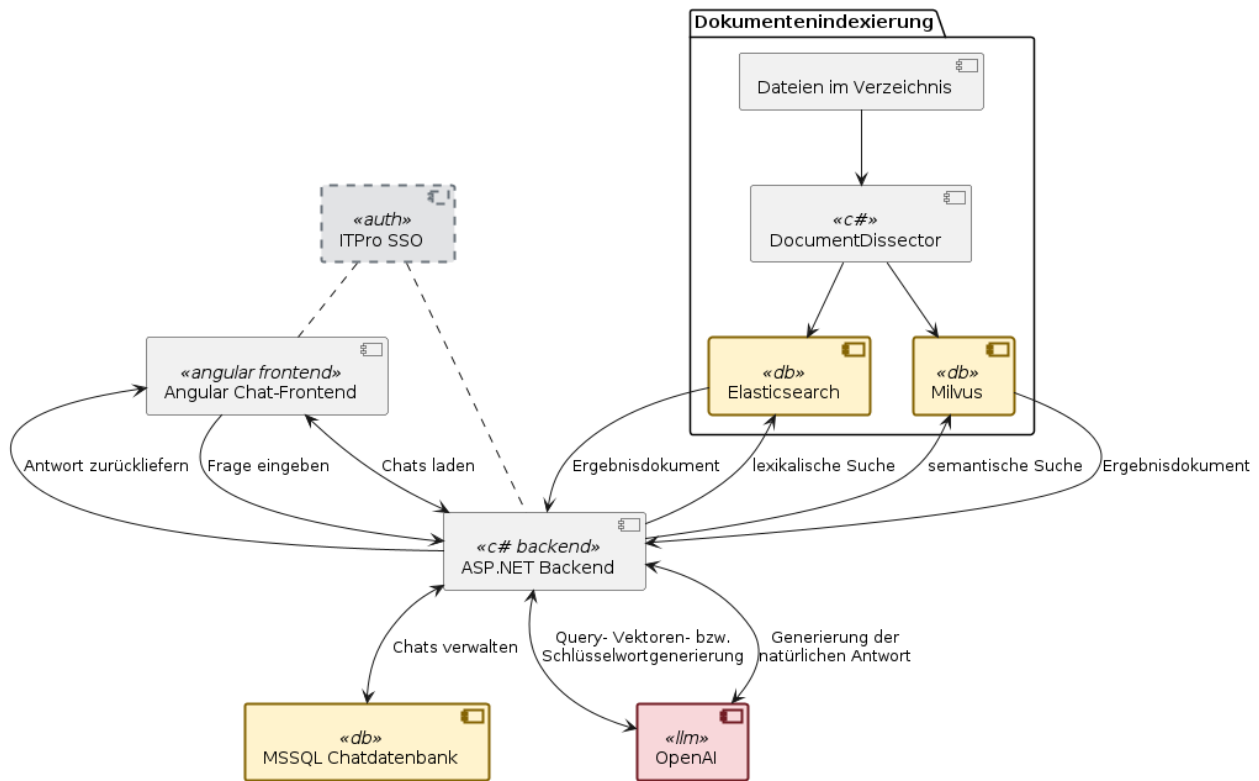 Dokumentenindexierung
Dateien im Verzeichnis
«auth»
ITPro SSO
«c#»
DocumentDissector
«angular frontend»
Angular Chat-Frontend
«db»
Elasticsearch
«db»
Milvus
Antwort zurückliefern
Frage eingeben
Chats laden
Ergebnisdokument
lexikalische Suche
semantische Suche
Ergebnisdokument
«c# backend»
ASP.NET Backend
Chats verwalten
Query- Vektoren- bzw.
Schlüsselwortgenerierung
Generierung der
natürlichen Antwort
«db»
MSSQL Chatdatenbank
«llm»
OpenAI